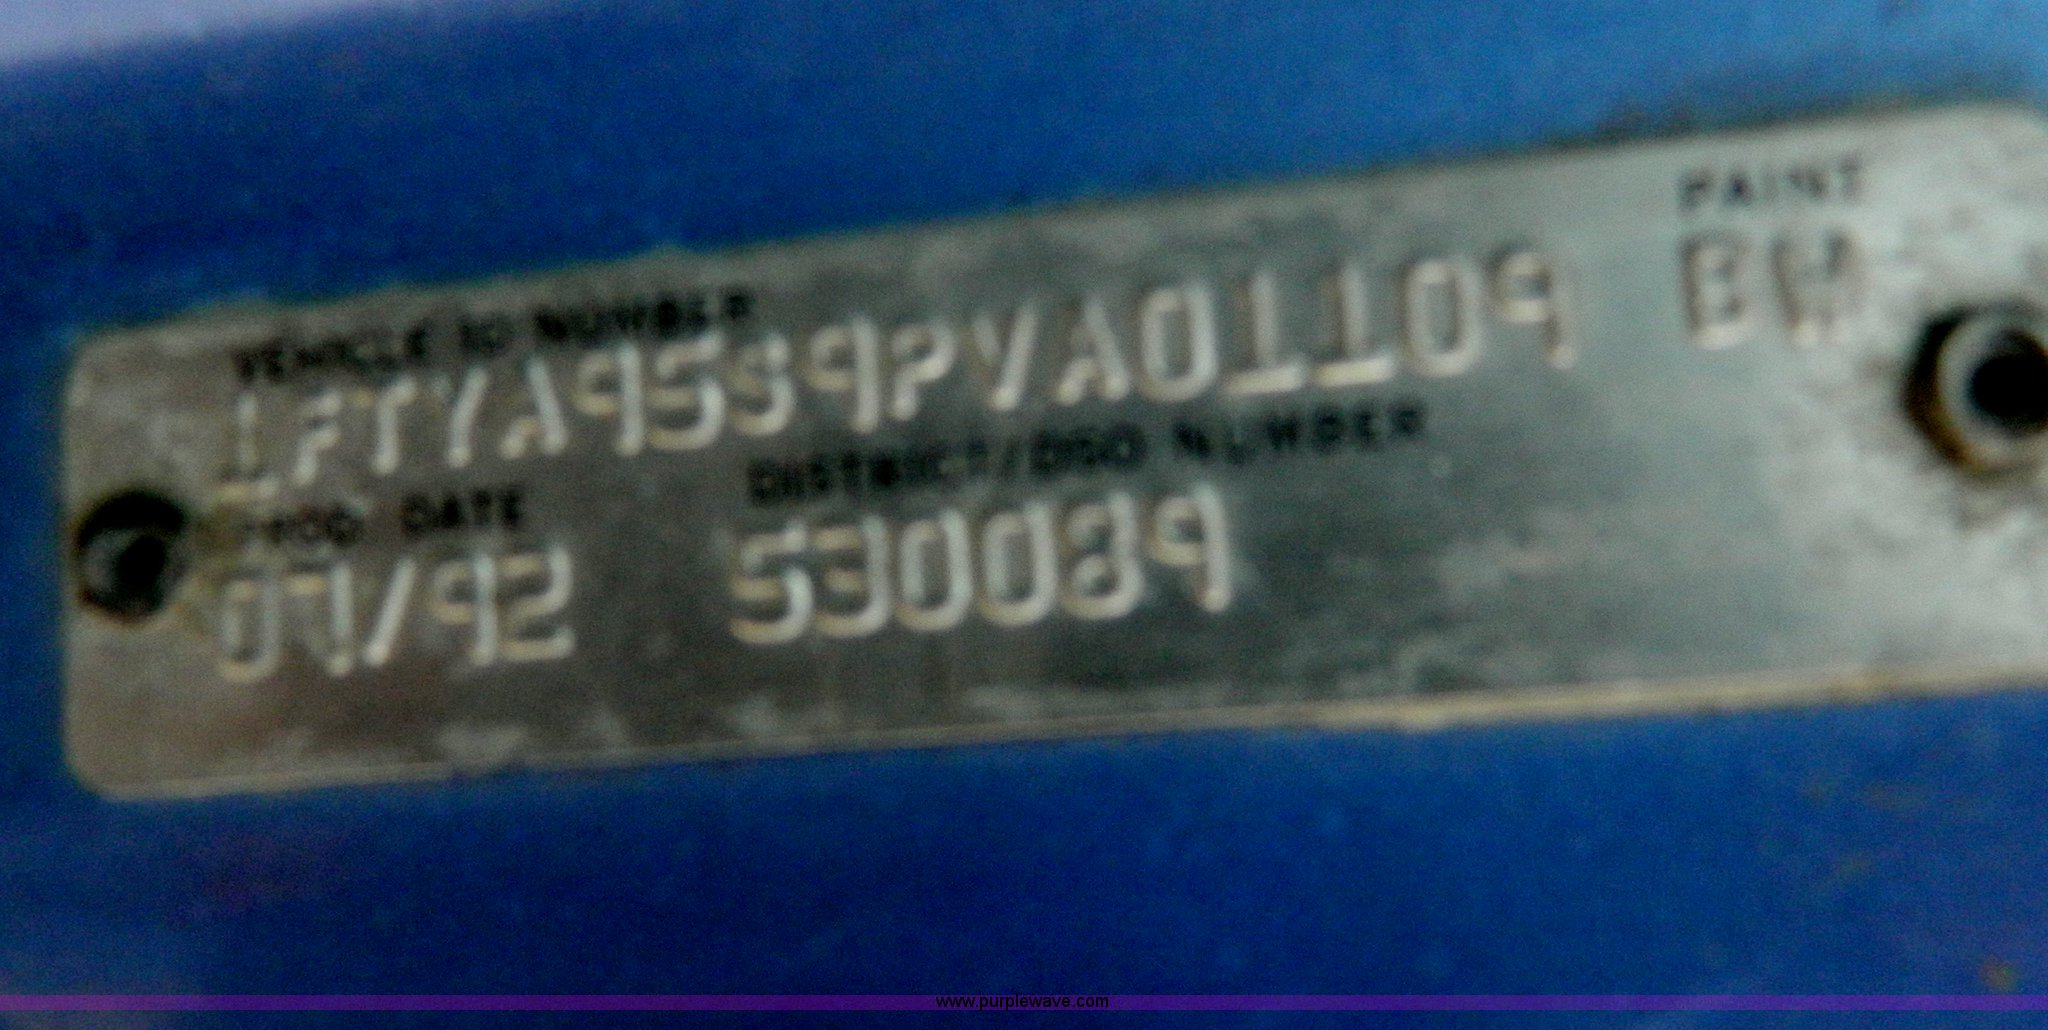 VEHICLE ID NUMBER PAINT
1FTYA95S9PVA01109 BW
PROD. DATE DISTRICT/DSO NUMBER
07/92 530089
www.purplewave.com